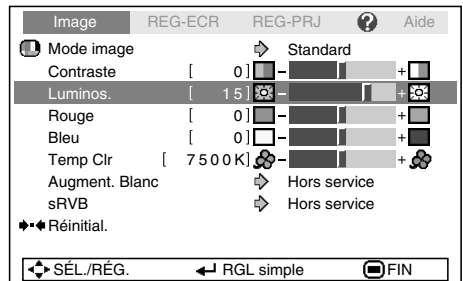 Image REG-ECR REG-PRJ ? Aide
Mode image Standard
Contraste [ 0] - +
Luminos. [ 15] - +
Rouge [ 0] - +
Bleu [ 0] - +
Temp Clr [ 7500K] - +
Augment. Blanc Hors service
sRVB Hors service
Réinitial.
SÉL./RÉG. RGL simple FIN